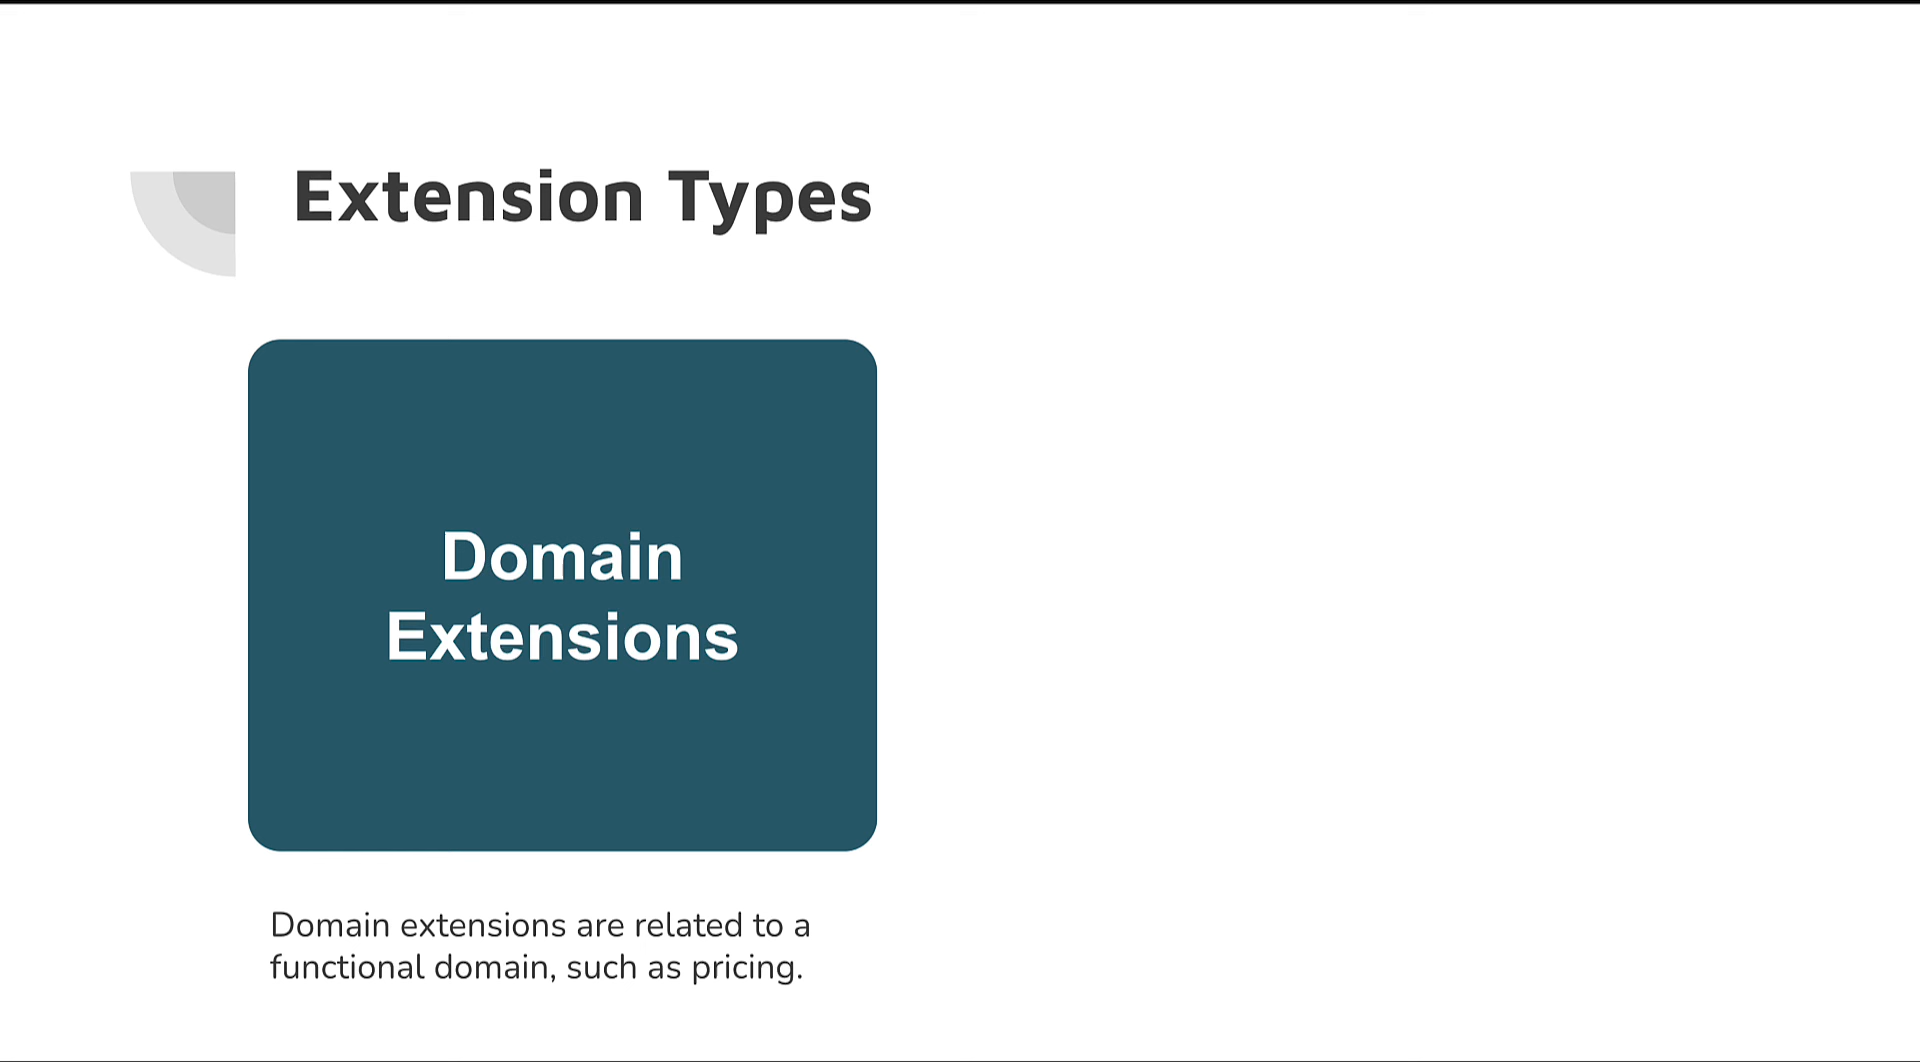 Extension Types
Domain
Extensions
Domain extensions are related to a
functional domain, such as pricing.